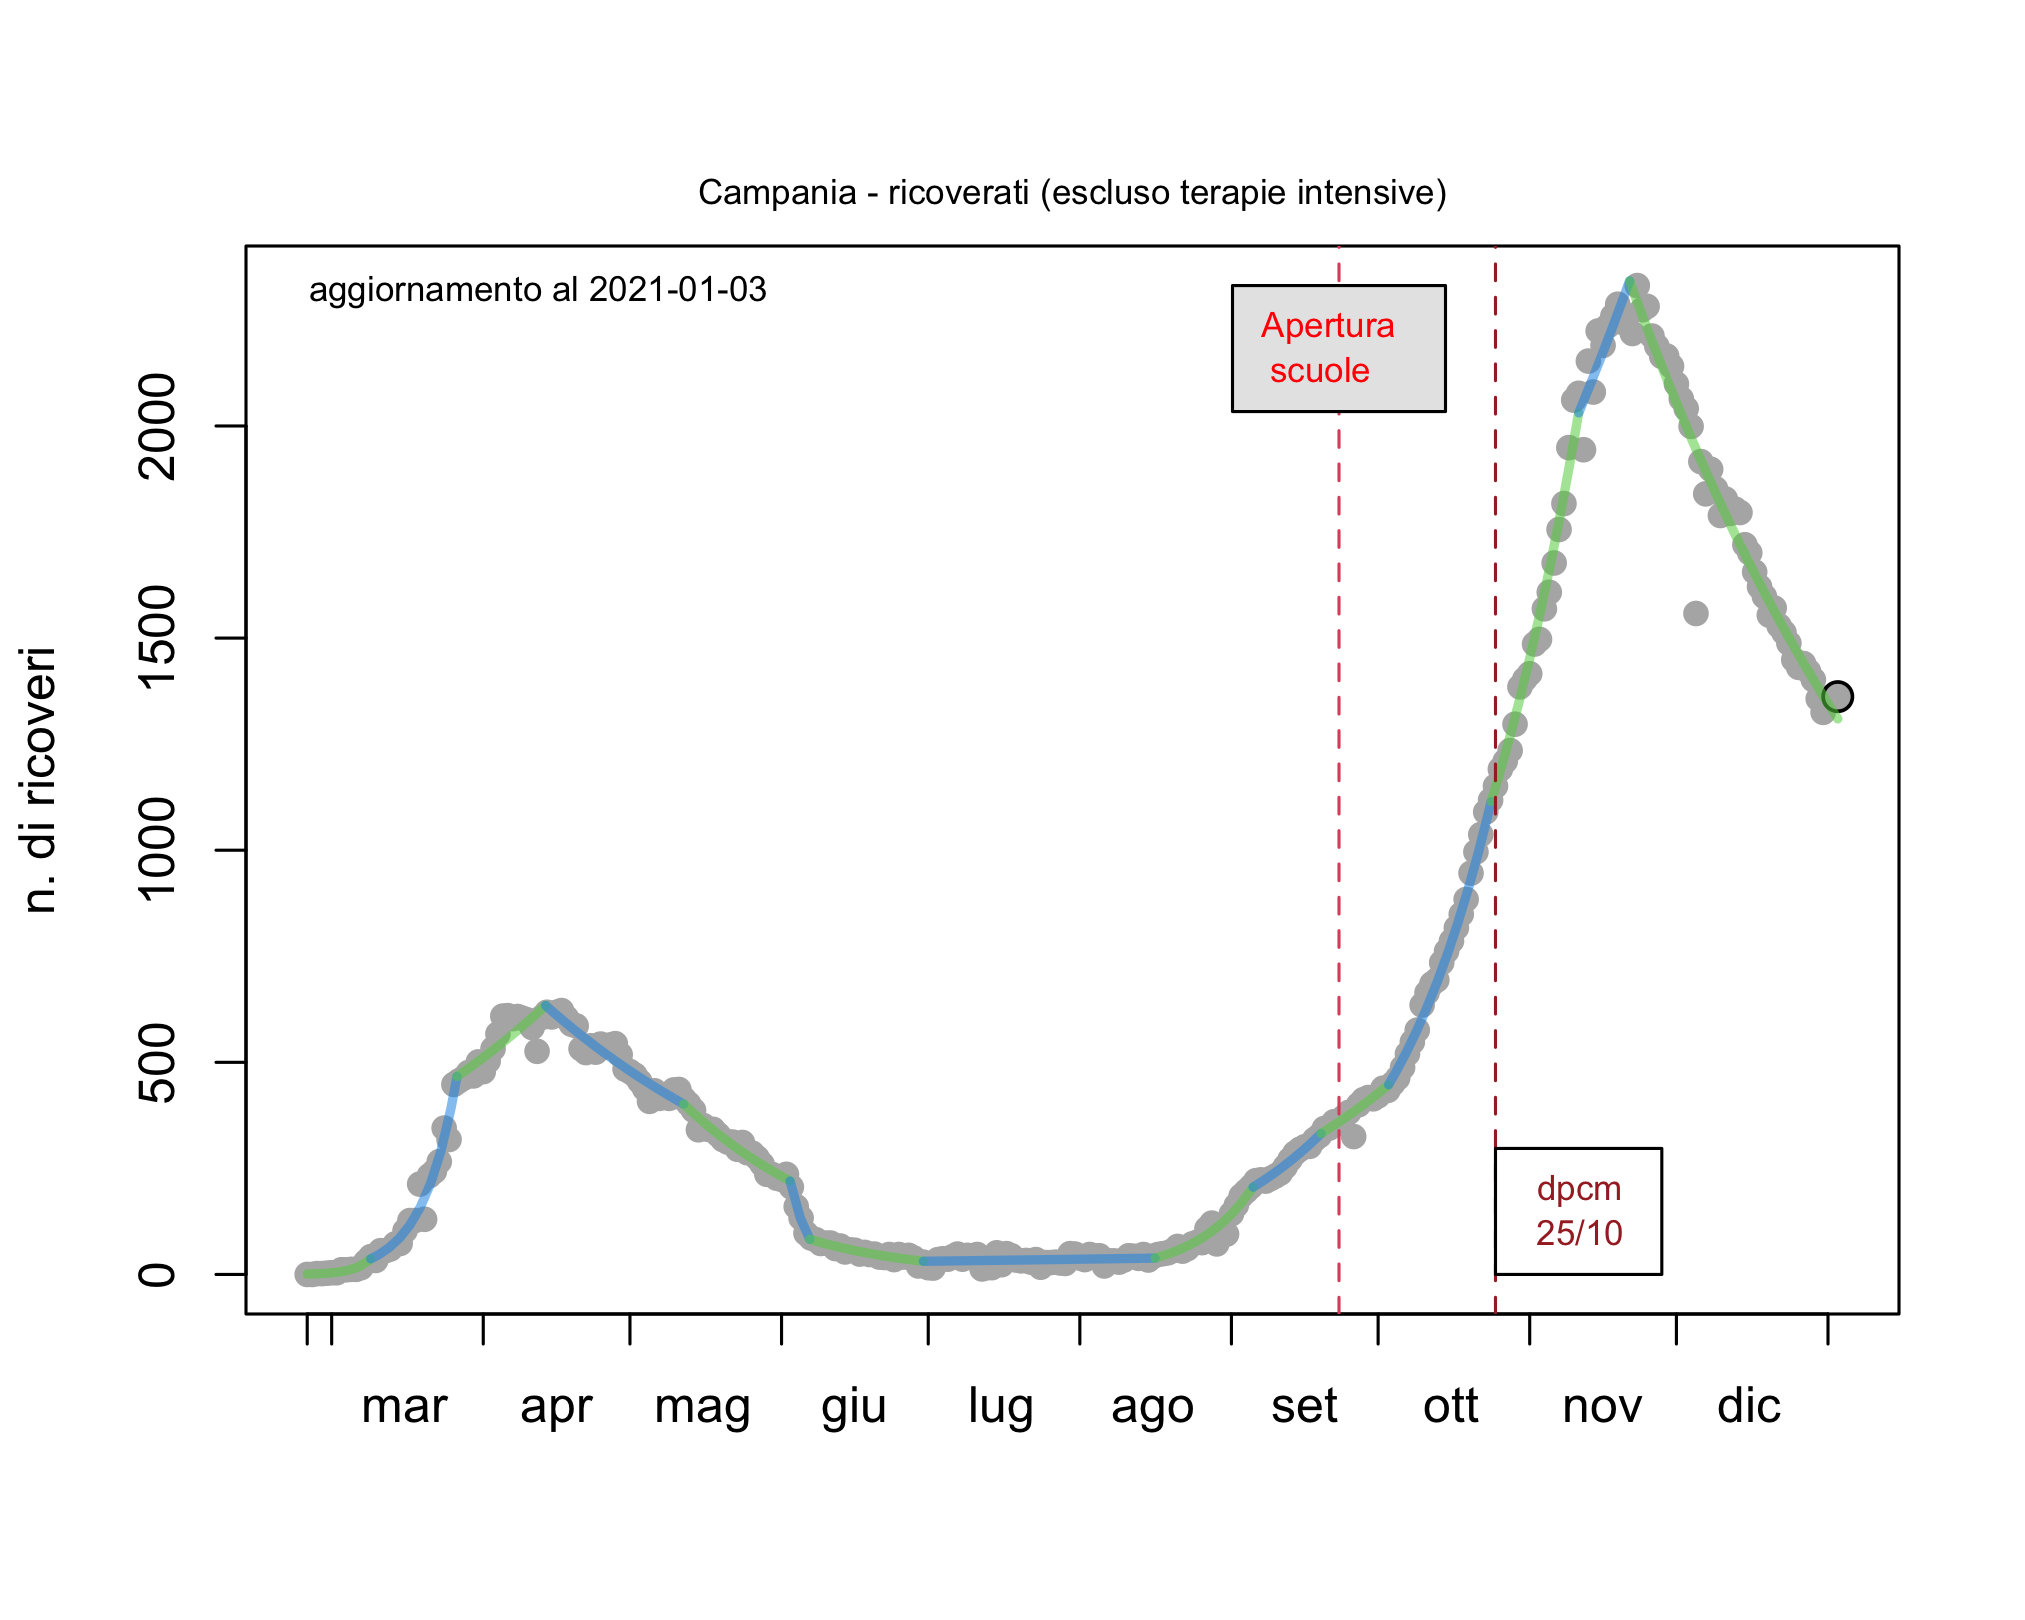 Campania - ricoverati (escluso terapie intensive)
aggiornamento al 2021-01-03
Apertura
scuole
dpcm
25/10
n. di ricoveri
2000
1500
1000
500
0
mar apr mag giu lug ago set ott nov dic